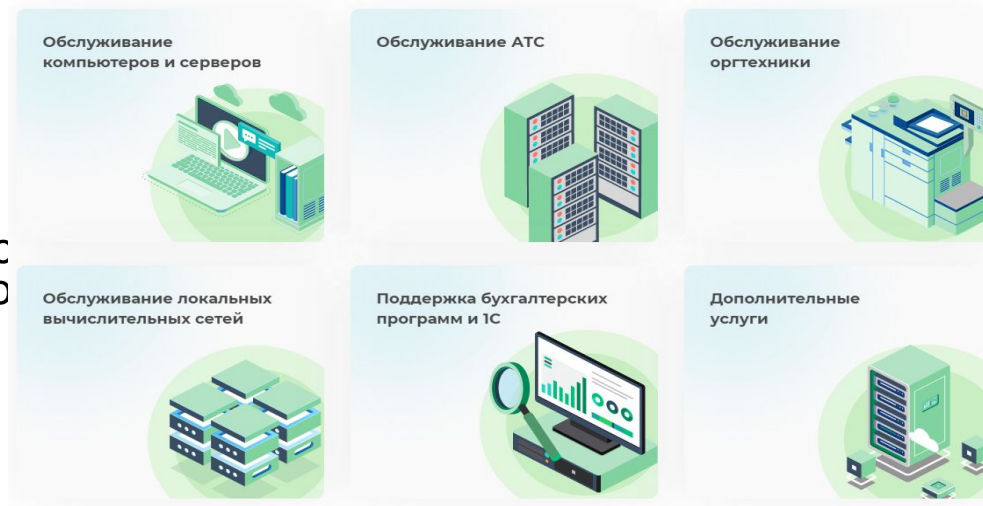 Обслуживание
компьютеров и серверов
Обслуживание АТС
Обслуживание
оргтехники
Обслуживание локальных
вычислительных сетей
Поддержка бухгалтерских
программ и 1С
Дополнительные
услуги